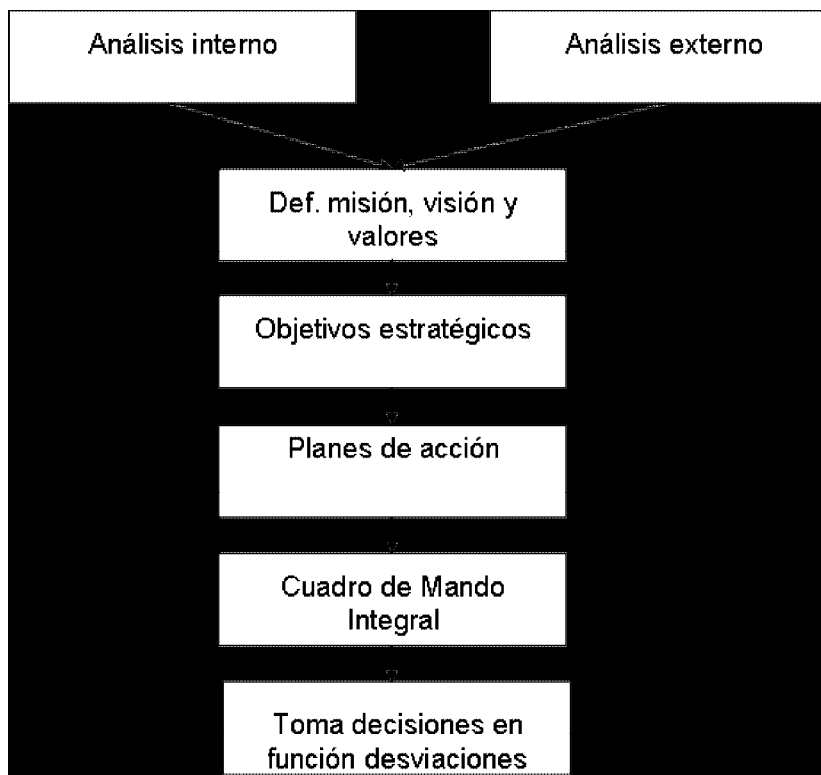 Análisis interno
Análisis externo
Def. misión, visión y
valores
Objetivos estratégicos
Planes de acción
Cuadro de Mando
Integral
Toma decisiones en
función desviaciones